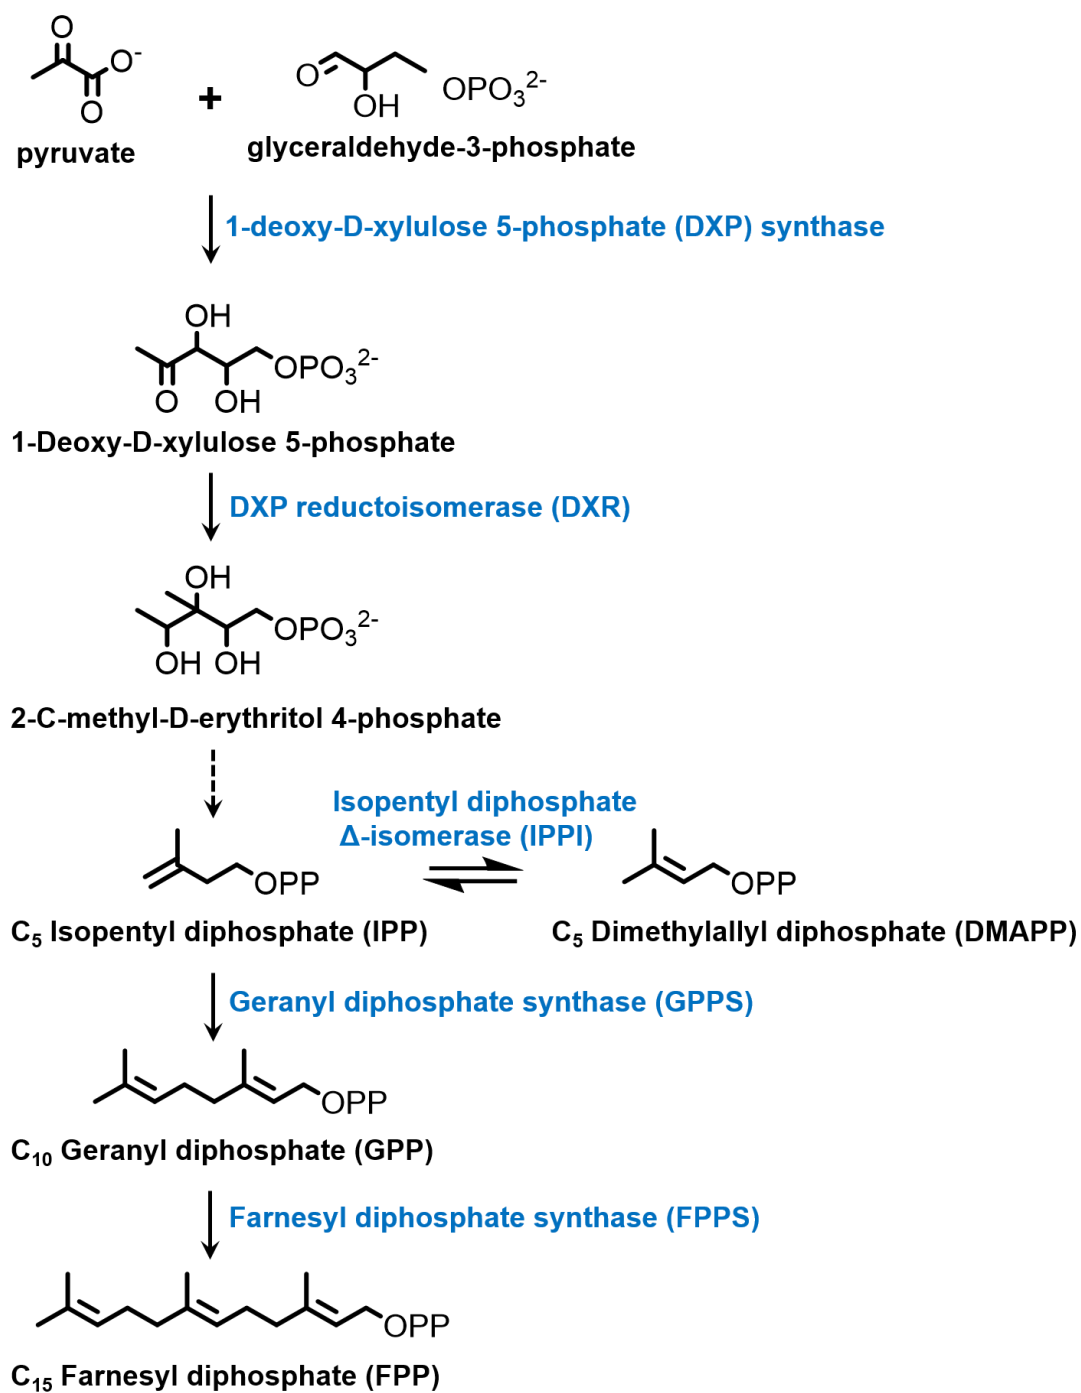 O
O-
O
pyruvate
+
O
OH
OPO₃²⁻
glyceraldehyde-3-phosphate
1-deoxy-D-xylulose 5-phosphate (DXP) synthase
OH
OPO₃²⁻
O
OH
1-Deoxy-D-xylulose 5-phosphate
DXP reductoisomerase (DXR)
OH
OPO₃²⁻
OH OH
2-C-methyl-D-erythritol 4-phosphate
Isopentyl diphosphate
Δ-isomerase (IPPI)
OPP
OPP
C₅ Isopentyl diphosphate (IPP)
C₅ Dimethylallyl diphosphate (DMAPP)
Geranyl diphosphate synthase (GPPS)
OPP
C₁₀ Geranyl diphosphate (GPP)
Farnesyl diphosphate synthase (FPPS)
OPP
C₁₅ Farnesyl diphosphate (FPP)